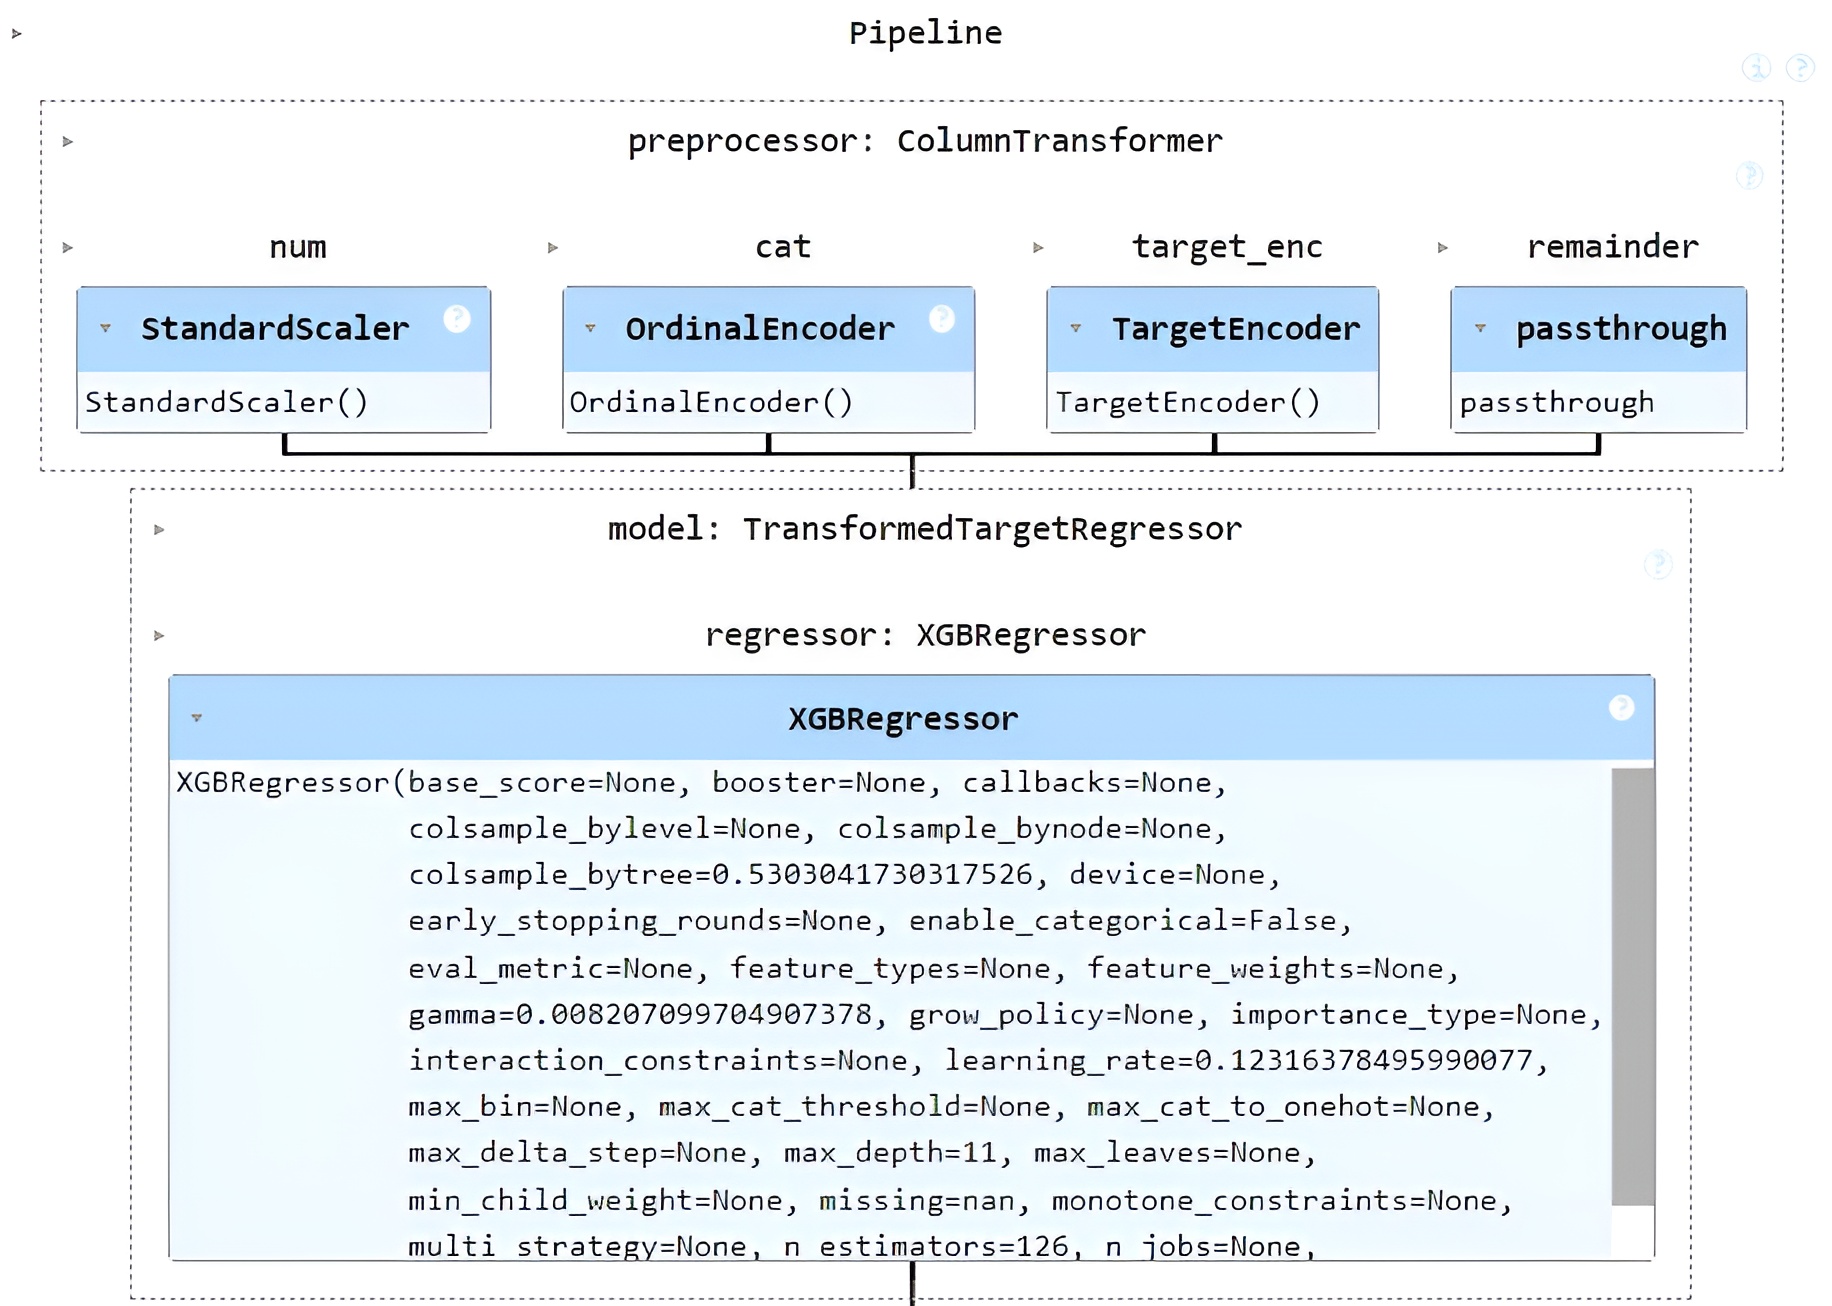 Pipeline
preprocessor: ColumnTransformer
num
cat
target_enc
remainder
StandardScaler
OrdinalEncoder
TargetEncoder
passthrough
StandardScaler()
OrdinalEncoder()
TargetEncoder()
passthrough
model: TransformedTargetRegressor
regressor: XGBRegressor
XGBRegressor
XGBRegressor(base_score=None, booster=None, callbacks=None,
colsample_bylevel=None, colsample_bynode=None,
colsample_bytree=0.5303041730317526, device=None,
early_stopping_rounds=None, enable_categorical=False,
eval_metric=None, feature_types=None, feature_weights=None,
gamma=0.008207099704907378, grow_policy=None, importance_type=None,
interaction_constraints=None, learning_rate=0.12316378495990077,
max_bin=None, max_cat_threshold=None, max_cat_to_onehot=None,
max_delta_step=None, max_depth=11, max_leaves=None,
min_child_weight=None, missing=nan, monotone_constraints=None,
multi_strategy=None, n_estimators=126, n_jobs=None,